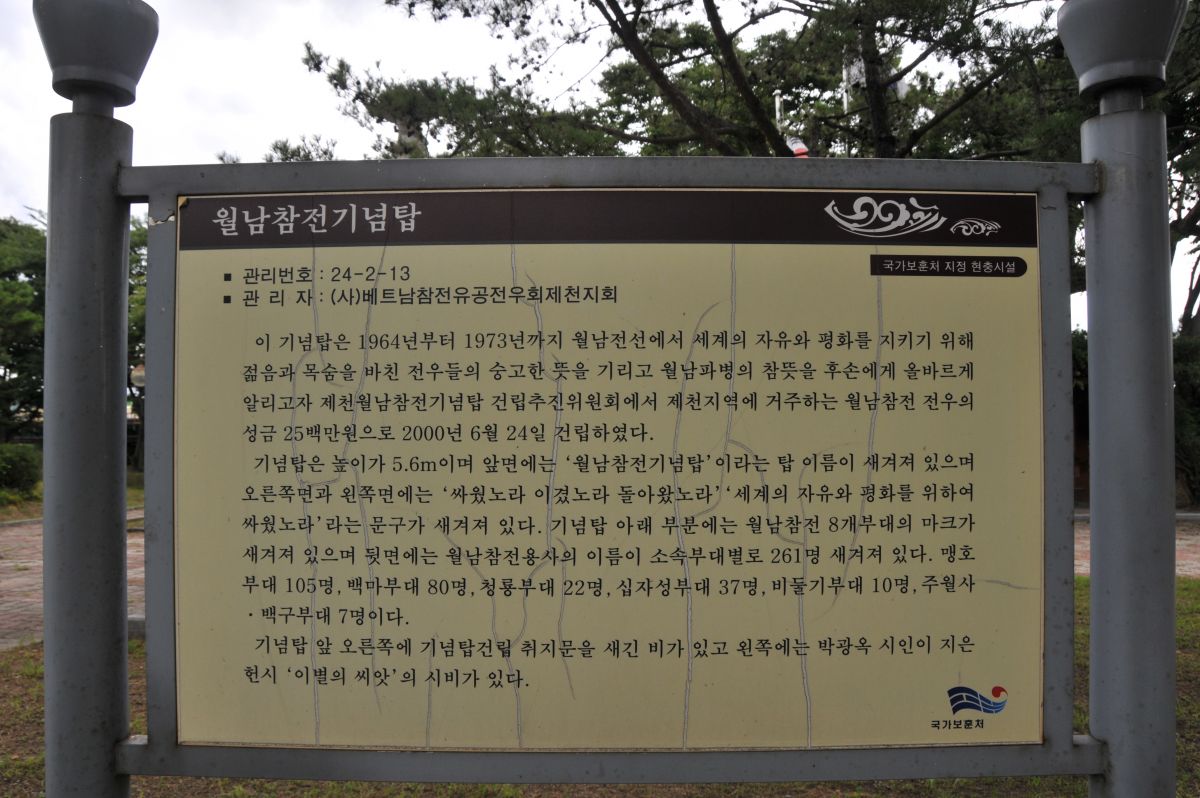 월남참전기념탑
국가보훈처 지정 현충시설
▪ 관리번호 : 24-2-13
▪ 관 리 자 : (사)베트남참전유공전우회제천지회
이 기념탑은 1964년부터 1973년까지 월남전선에서 세계의 자유와 평화를 지키기 위해
젊음과 목숨을 바친 전우들의 숭고한 뜻을 기리고 월남파병의 참뜻을 후손에게 올바르게
알리고자 제천월남참전기념탑 건립추진위원회에서 제천지역에 거주하는 월남참전 전우의
성금 25백만원으로 2000년 6월 24일 건립하였다.
기념탑은 높이가 5.6m이며 앞면에는 ‘월남참전기념탑’이라는 탑 이름이 새겨져 있으며
오른쪽면과 왼쪽면에는 ‘싸웠노라 이겼노라 돌아왔노라’ ‘세계의 자유와 평화를 위하여
싸웠노라’라는 문구가 새겨져 있다. 기념탑 아래 부분에는 월남참전 8개부대의 마크가
새겨져 있으며 뒷면에는 월남참전용사의 이름이 소속부대별로 261명 새겨져 있다. 맹호
부대 105명, 백마부대 80명, 청룡부대 22명, 십자성부대 37명, 비둘기부대 10명, 주월사
· 백구부대 7명이다.
기념탑 앞 오른쪽에 기념탑건립 취지문을 새긴 비가 있고 왼쪽에는 박광옥 시인이 지은
헌시 ‘이별의 씨앗’의 시비가 있다.
국가보훈처